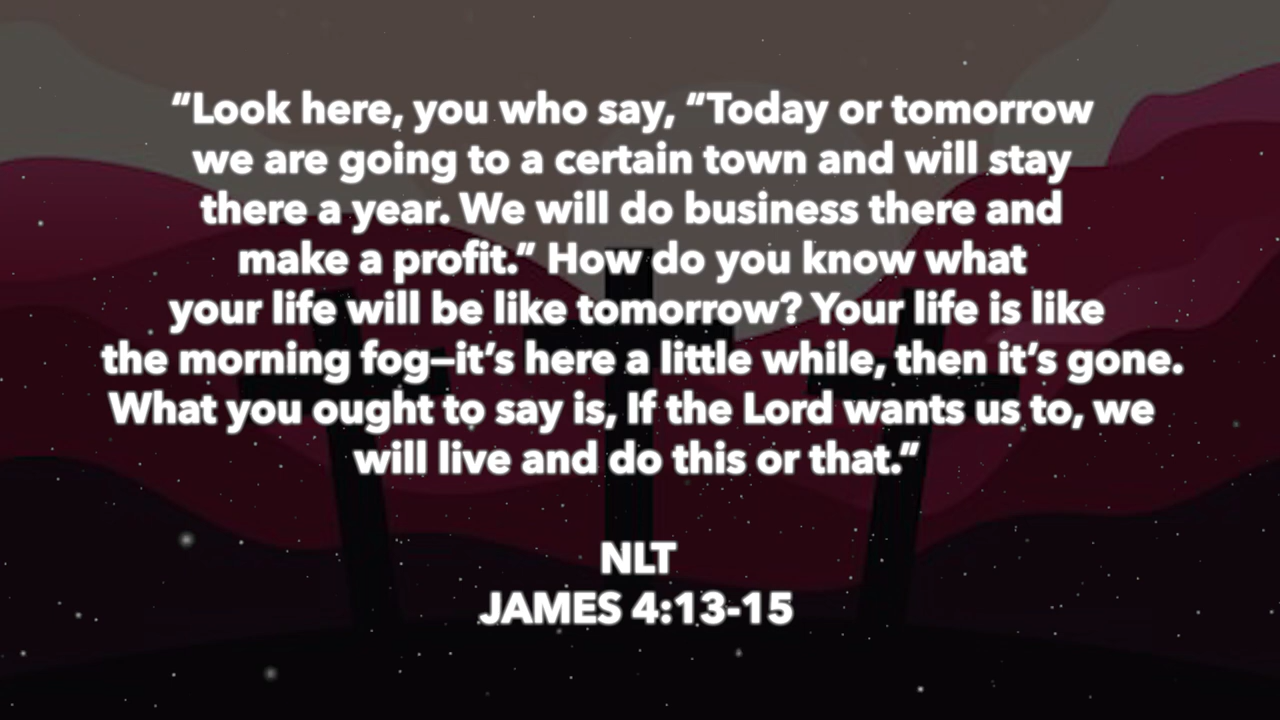 “Look here, you who say, “Today or tomorrow
we are going to a certain town and will stay
there a year. We will do business there and
make a profit.” How do you know what
your life will be like tomorrow? Your life is like
the morning fog—it’s here a little while, then it’s gone.
What you ought to say is, If the Lord wants us to, we
will live and do this or that.”
NLT
JAMES 4:13-15